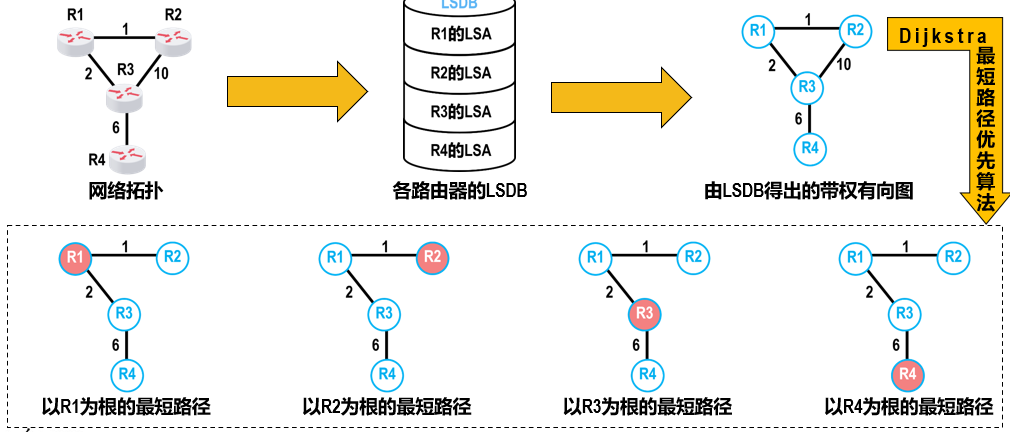 R1
R2
1
2
R3
10
6
R4
网络拓扑
LSDB
R1的LSA
R2的LSA
R3的LSA
R4的LSA
各路由器的LSDB
R1
1
R2
2
10
R3
6
R4
由LSDB得出的带权有向图
Dijkstra
最短路径优先算法
R1
1
R2
2
R3
6
R4
以R1为根的最短路径
R1
1
R2
2
R3
6
R4
以R2为根的最短路径
R1
1
R2
2
R3
6
R4
以R3为根的最短路径
R1
1
R2
2
R3
6
R4
以R4为根的最短路径